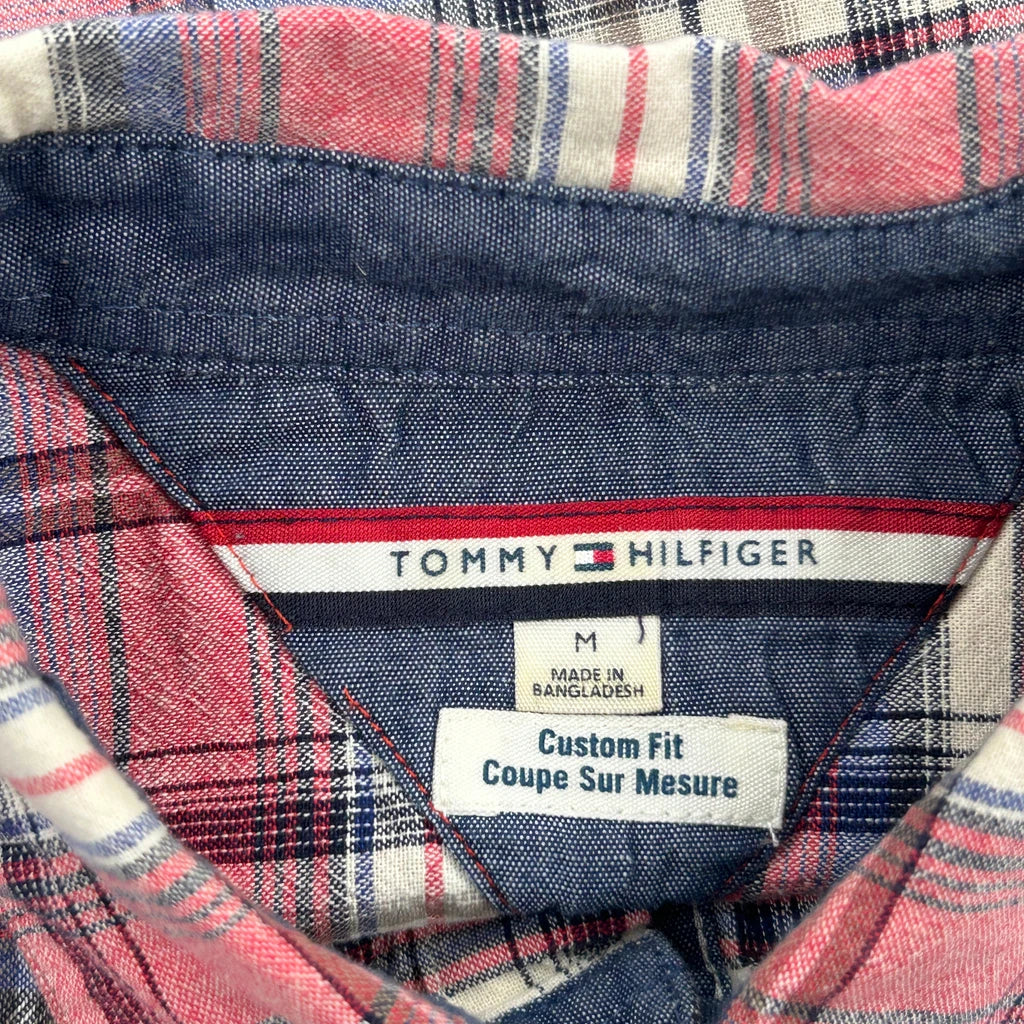 TOMMY HILFIGER
M
MADE IN
BANGLADESH
Custom Fit
Coupe Sur Mesure